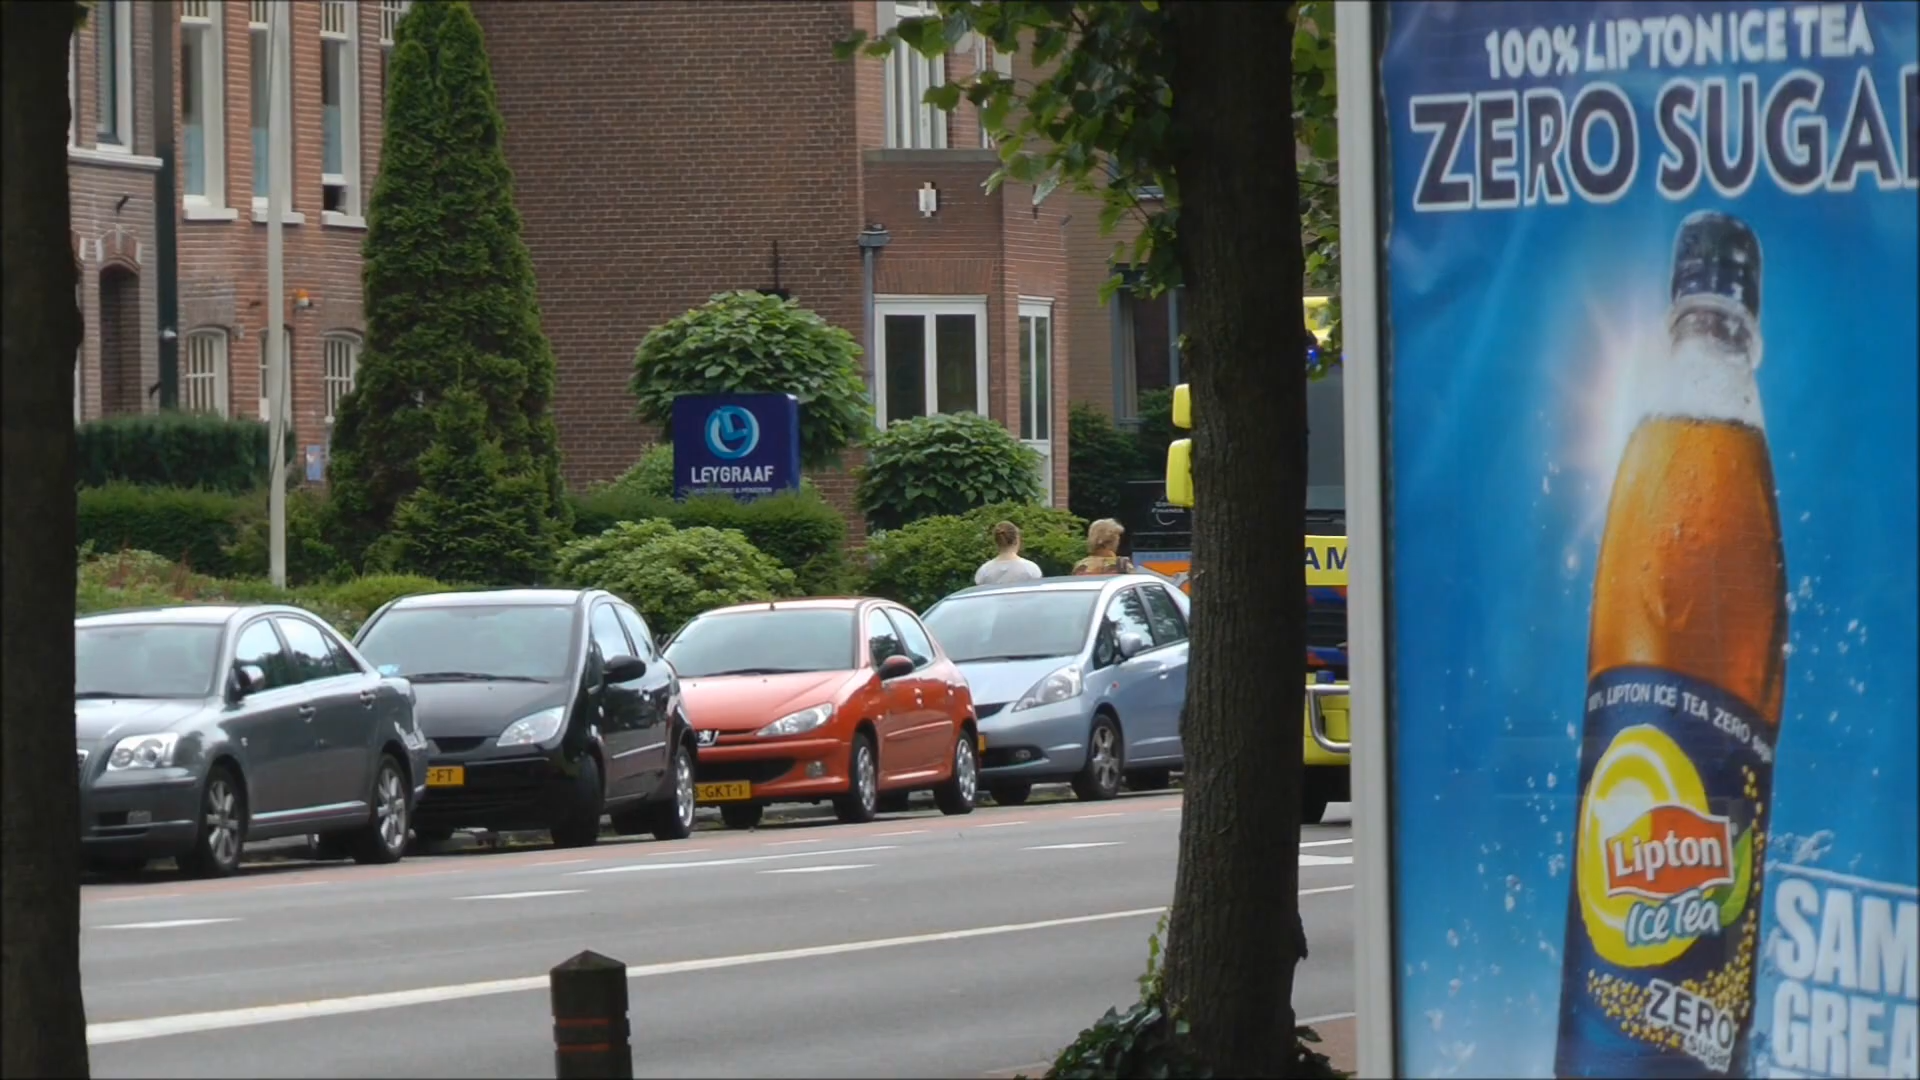 100% LIPTON ICE TEA
ZERO SUGAR
LEYGRAAF
AM
F-FT
GKT-1
100% LIPTON ICE TEA ZERO
Lipton
Ice Tea
ZERO
sugar
SAM
GREA